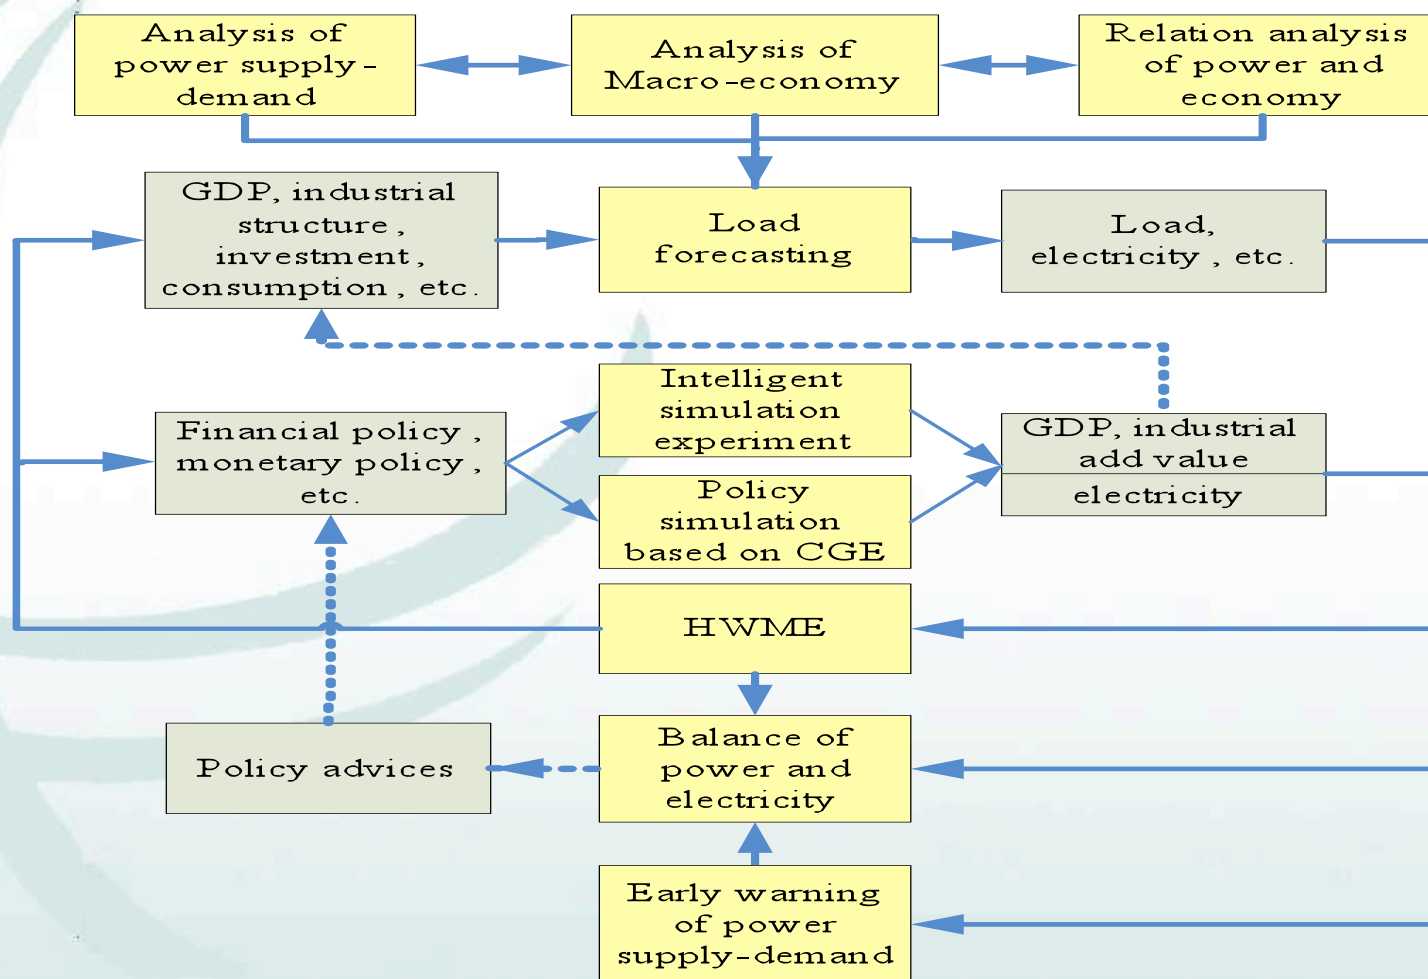 Analysis of
power supply-
demand
Analysis of
Macro-economy
Relation analysis
of power and
economy
GDP, industrial
structure,
investment,
consumption, etc.
Load
forecasting
Load,
electricity, etc.
Intelligent
simulation
experiment
Financial policy,
monetary policy,
etc.
GDP, industrial
add value
electricity
Policy
simulation
based on CGE
HWME
Policy advices
Balance of
power and
electricity
Early warning
of power
supply-demand